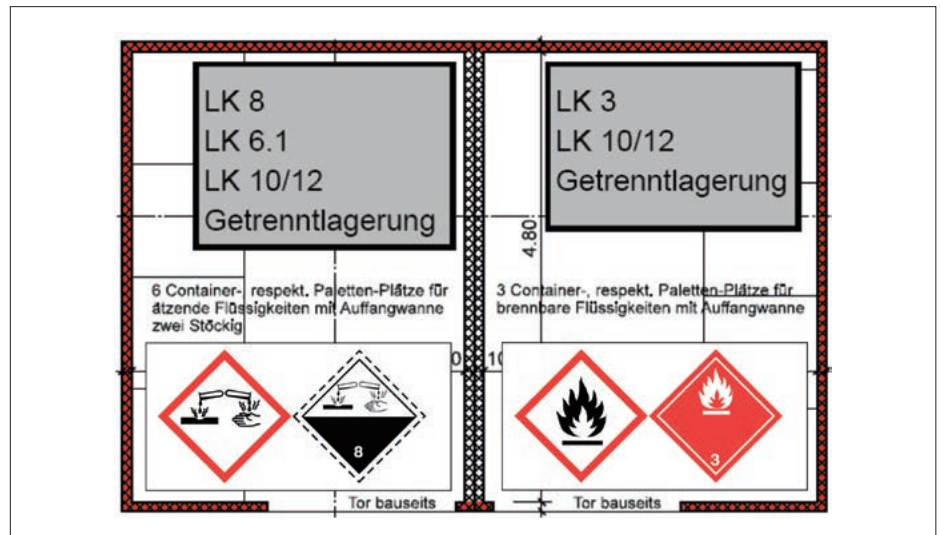 LK 8
LK 6.1
LK 10/12
Getrenntlagerung
LK 3
LK 10/12
Getrenntlagerung
4.80
6 Container-, respekt. Paletten-Plätze für
ätzende Flüssigkeiten mit Auffangwanne
zwei Stöckig
3 Container-, respekt. Paletten-Plätze für
brennbare Flüssigkeiten mit Auffangwanne
0
10
8
3
Tor bauseits
Tor bauseits